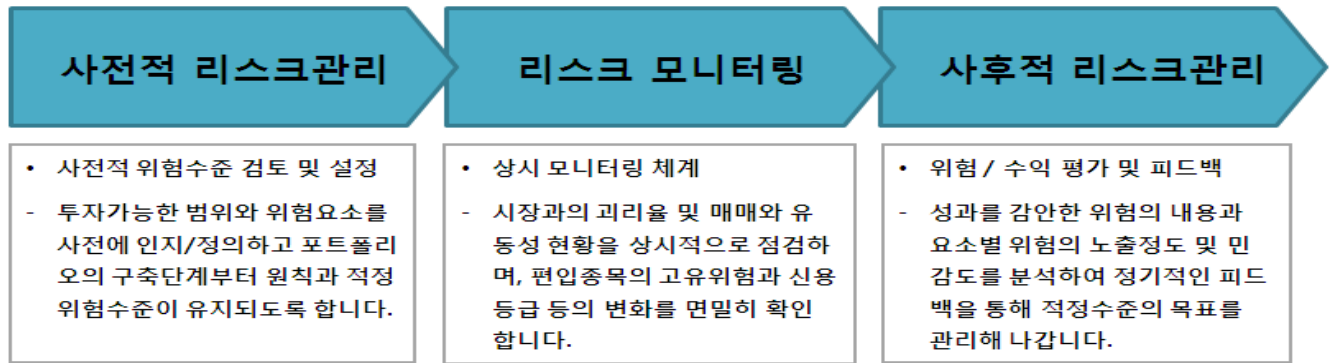 사전적 리스크관리
리스크 모니터링
사후적 리스크관리
• 사전적 위험수준 검토 및 설정
- 투자가능한 범위와 위험요소를
사전에 인지/정의하고 포트폴리
오의 구축단계부터 원칙과 적정
위험수준이 유지되도록 합니다.
• 상시 모니터링 체계
- 시장과의 괴리율 및 매매와 유
동성 현황을 상시적으로 점검하
며, 편입종목의 고유위험과 신용
등급 등의 변화를 면밀히 확인
합니다.
• 위험 / 수익 평가 및 피드백
- 성과를 감안한 위험의 내용과
요소별 위험의 노출정도 및 민
감도를 분석하여 정기적인 피드
백을 통해 적정수준의 목표를
관리해 나갑니다.